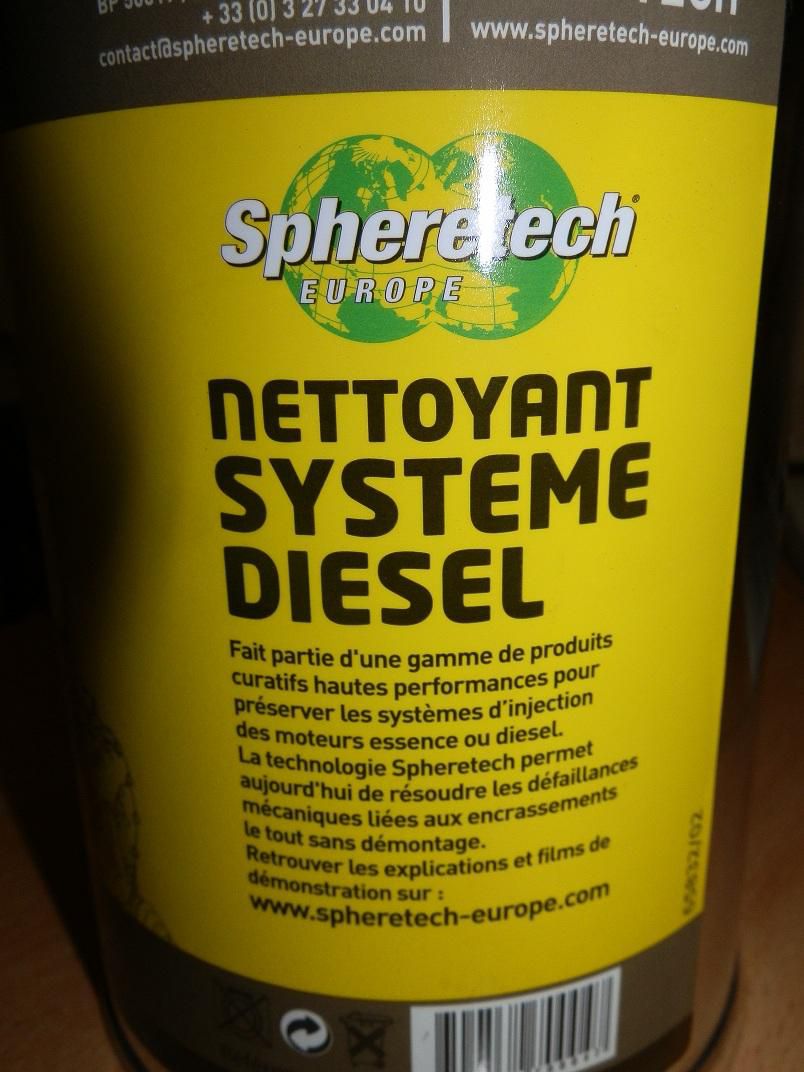 + 33 (0) 3 27 33 04 10
contact@spheretech-europe.com | www.spheretech-europe.com
Spheretech®
EUROPE
NETTOYANT
SYSTEME
DIESEL
Fait partie d'une gamme de produits
curatifs hautes performances pour
préserver les systèmes d'injection
des moteurs essence ou diesel.
La technologie Spheretech permet
aujourd'hui de résoudre les défaillances
mécaniques liées aux encrassements
le tout sans démontage.
Retrouver les explications et films de
démonstration sur :
www.spheretech-europe.com
65832/02